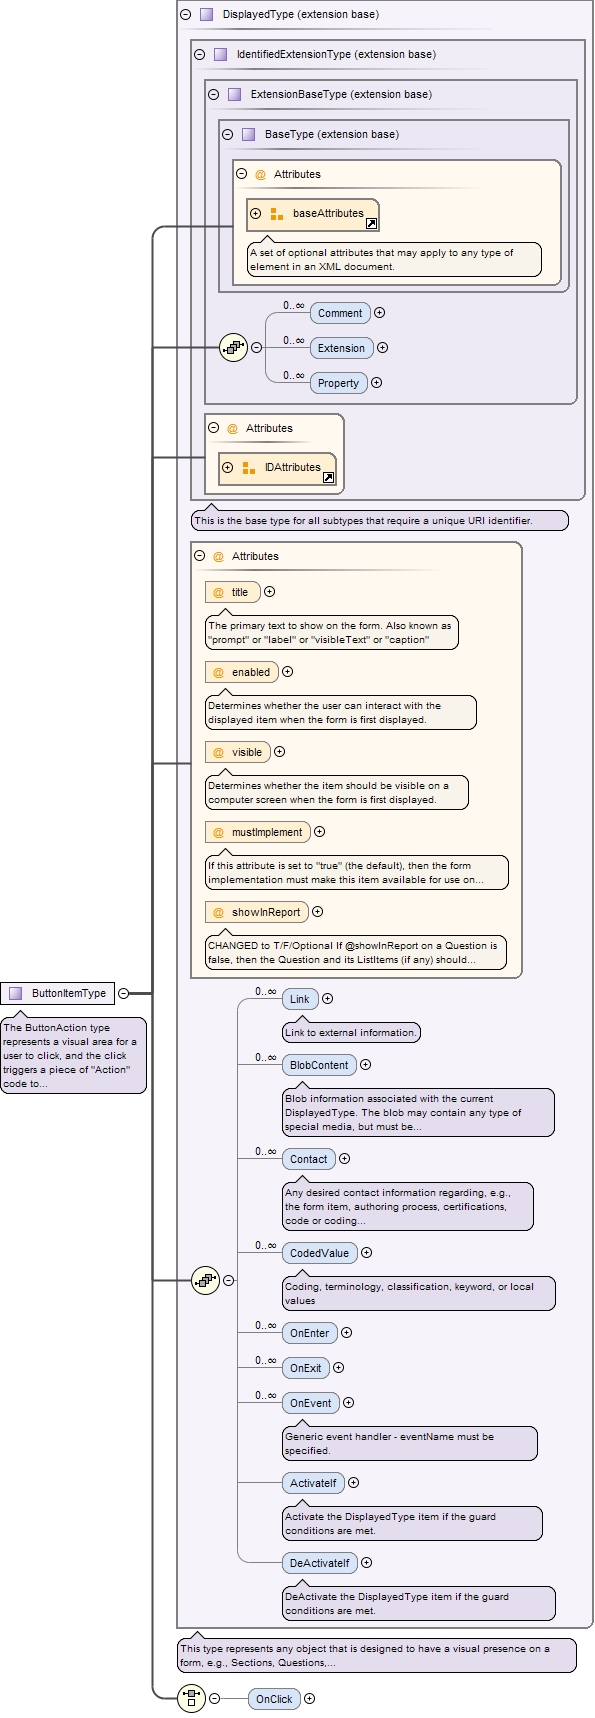 DisplayedType (extension base)
IdentifiedExtensionType (extension base)
ExtensionBaseType (extension base)
BaseType (extension base)
@ Attributes
baseAttributes
A set of optional attributes that may apply to any type of
element in an XML document.
0..∞ Comment
0..∞ Extension
0..∞ Property
@ Attributes
IDAttributes
This is the base type for all subtypes that require a unique URI identifier.
@ Attributes
@ title
The primary text to show on the form. Also known as
"prompt" or "label" or "visibleText" or "caption"
@ enabled
Determines whether the user can interact with the
displayed item when the form is first displayed.
@ visible
Determines whether the item should be visible on a
computer screen when the form is first displayed.
@ mustImplement
If this attribute is set to "true" (the default), then the form
implementation must make this item available for use on...
@ showInReport
CHANGED to T/F/Optional If @showInReport on a Question is
false, then the Question and its ListItems (if any) should...
ButtonItemType
The ButtonAction type
represents a visual area for a
user to click, and the click
triggers a piece of "Action"
code to...
0..∞ Link
Link to external information.
0..∞ BlobContent
Blob information associated with the current
DisplayedType. The blob may contain any type of
special media, but must be...
0..∞ Contact
Any desired contact information regarding, e.g.,
the form item, authoring process, certifications,
code or coding...
0..∞ CodedValue
Coding, terminology, classification, keyword, or local
values
0..∞ OnEnter
0..∞ OnExit
0..∞ OnEvent
Generic event handler - eventName must be
specified.
ActivateIf
Activate the DisplayedType item if the guard
conditions are met.
DeActivateIf
DeActivate the DisplayedType item if the guard
conditions are met.
This type represents any object that is designed to have a visual presence on a
form, e.g., Sections, Questions,...
OnClick